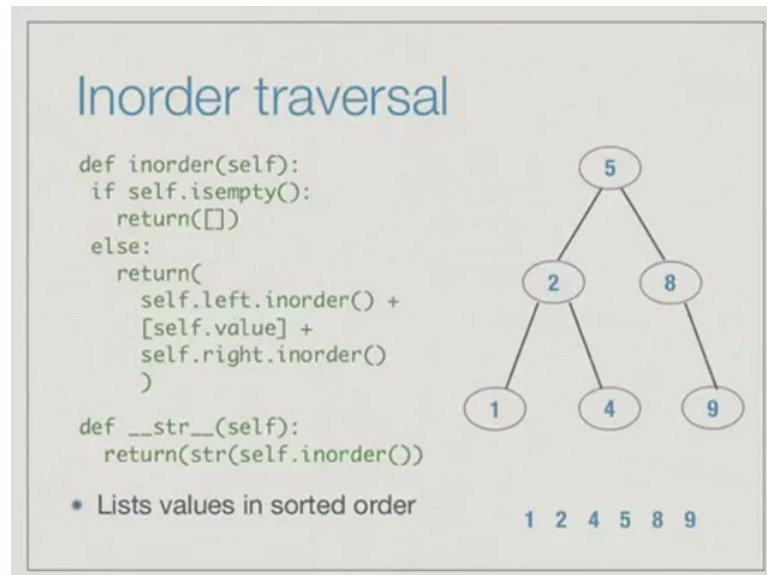 Inorder traversal
def inorder(self):
if self.isempty():
return([])
else:
return(
self.left.inorder() +
[self.value] +
self.right.inorder()
)
def __str__(self):
return(str(self.inorder())
• Lists values in sorted order
5
2 8
1 4 9
1 2 4 5 8 9